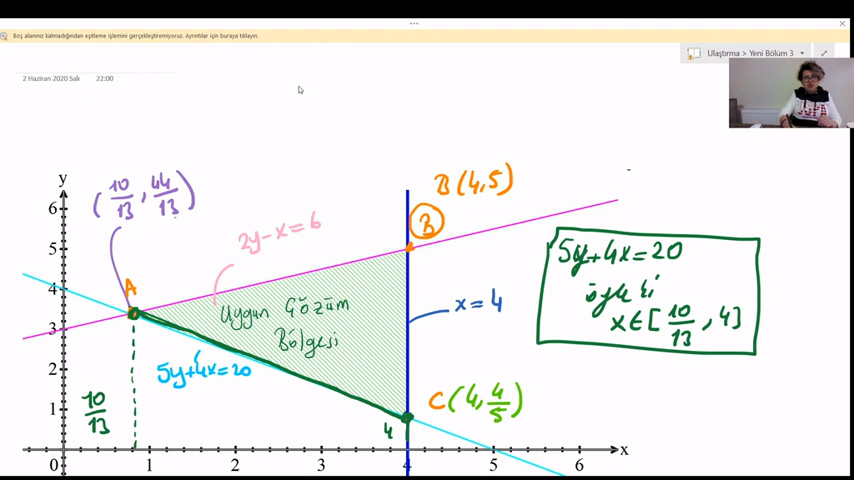 Boş alanınız kalmadığından eşitleme işlemini gerçekleştiremiyoruz. Ayrıntılar için buraya tıklayın.
Ulaştırma > Yeni Bölüm 3
2 Haziran 2020 Salı 22:00
y
(10/13, 44/13)
B(4,5)
6
2y-x=6
B
5
5y+4x=20
4
A
öyle ki
Uygun Çözüm
x=4
x∈[10/13, 4]
3
Bölgesi
2
5y+4x=20
10/13
C(4, 4/5)
1
4
x
0 1 2 3 4 5 6